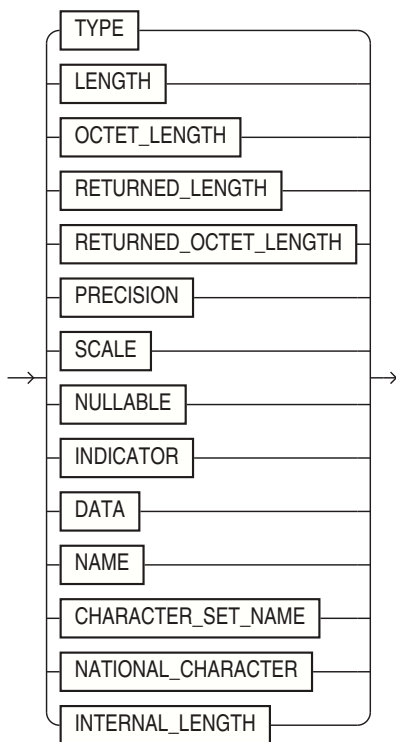 TYPE
LENGTH
OCTET_LENGTH
RETURNED_LENGTH
RETURNED_OCTET_LENGTH
PRECISION
SCALE
NULLABLE
INDICATOR
DATA
NAME
CHARACTER_SET_NAME
NATIONAL_CHARACTER
INTERNAL_LENGTH